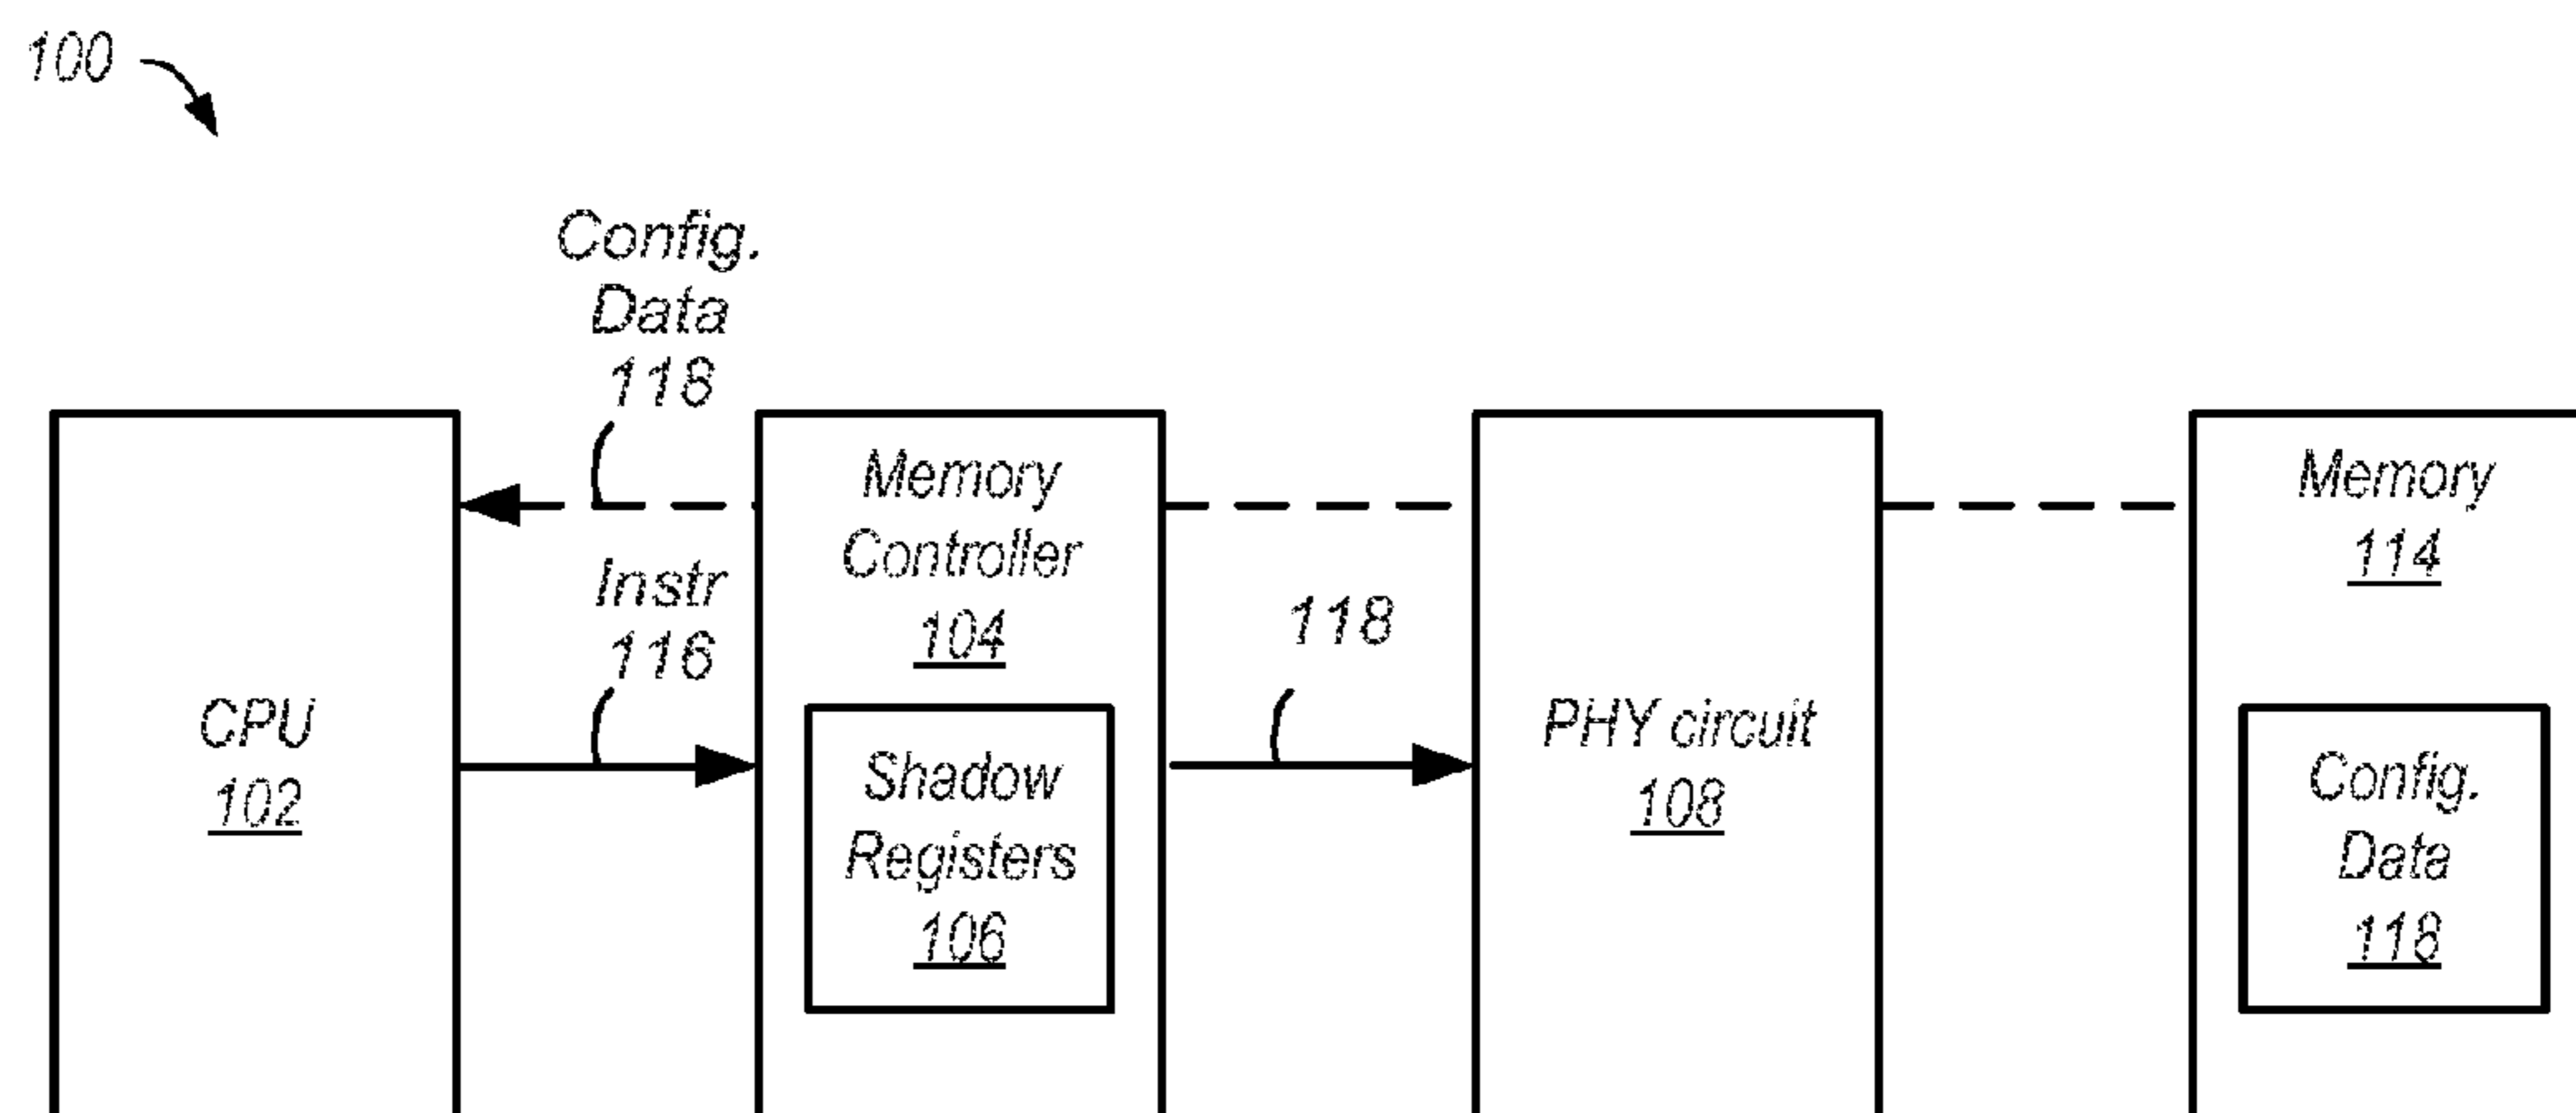 100
Config.
Data
118
Instr
116
CPU
102
Memory
Controller
104
Shadow
Registers
106
118
PHY circuit
108
Memory
114
Config.
Data
118